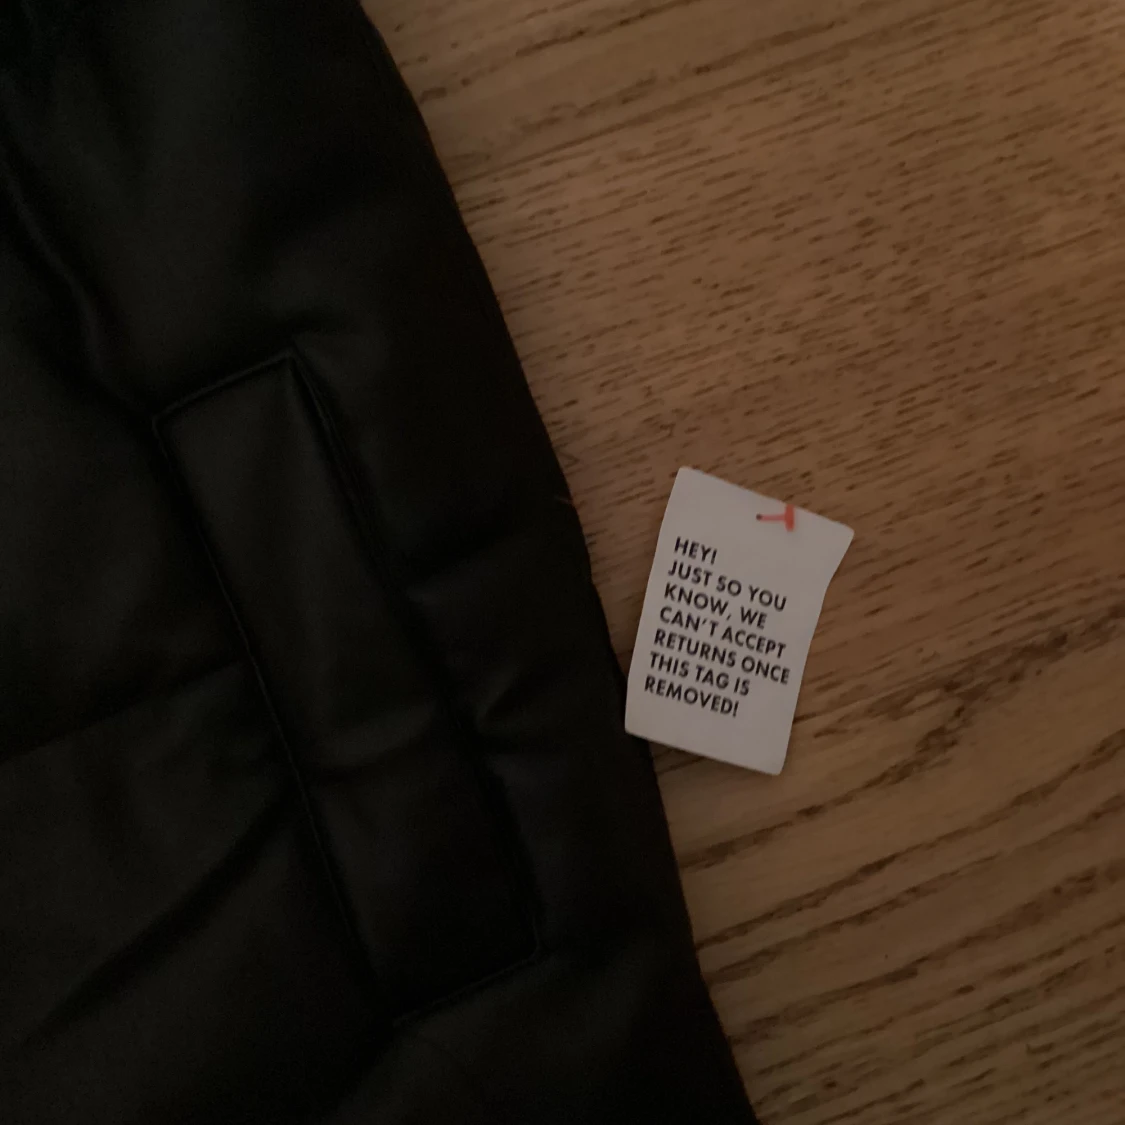 HEY!
JUST SO YOU
KNOW, WE
CAN'T ACCEPT
RETURNS ONCE
THIS TAG IS
REMOVED!